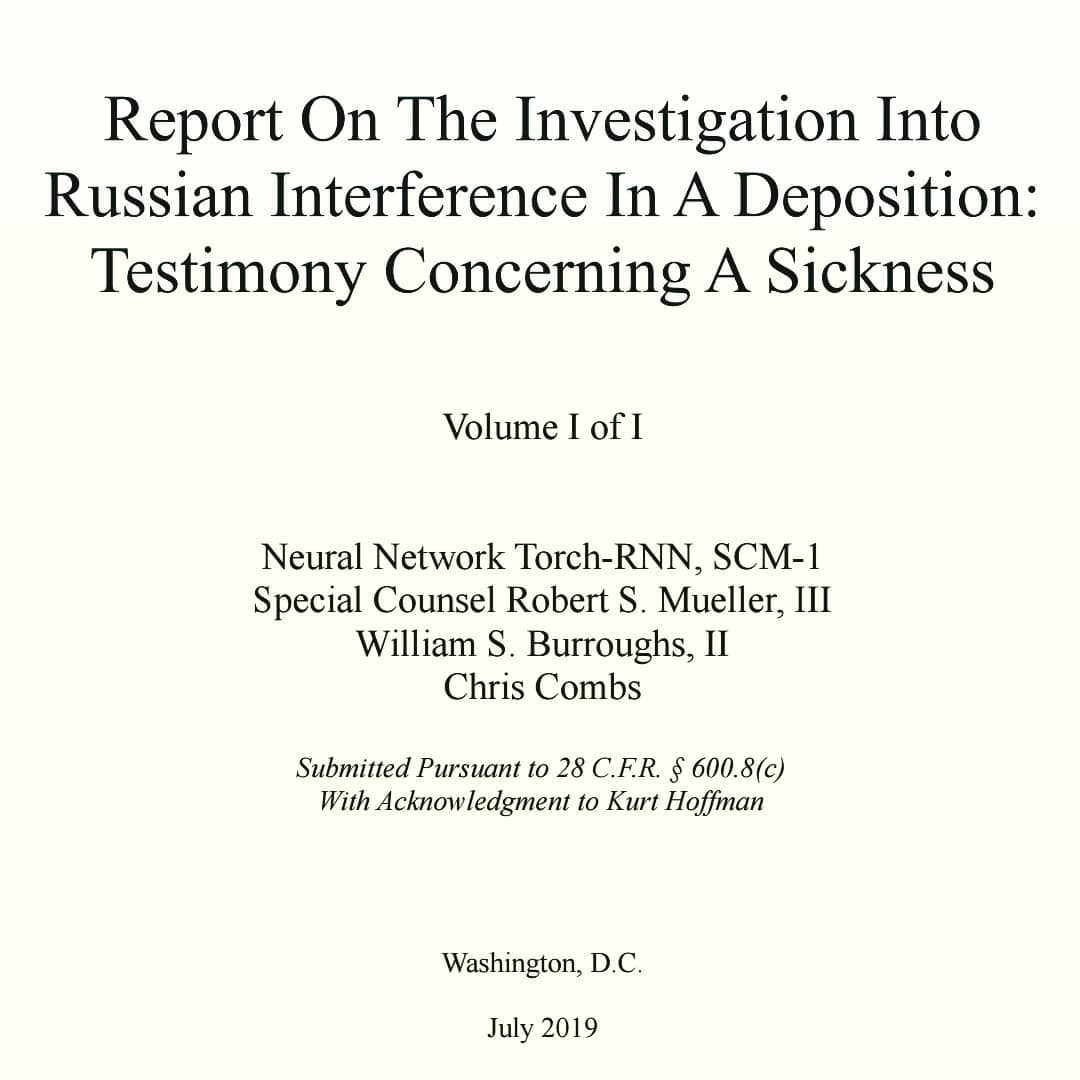 Report On The Investigation Into
Russian Interference In A Deposition:
Testimony Concerning A Sickness
Volume I of I
Neural Network Torch-RNN, SCM-1
Special Counsel Robert S. Mueller, III
William S. Burroughs, II
Chris Combs
Submitted Pursuant to 28 C.F.R. § 600.8(c)
With Acknowledgment to Kurt Hoffman
Washington, D.C.
July 2019